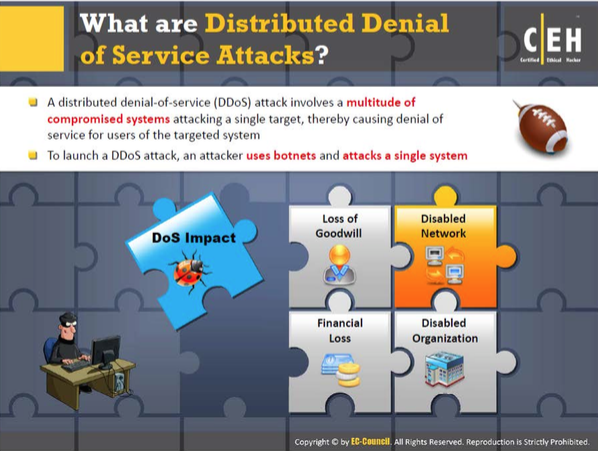 What are Distributed Denial
of Service Attacks?
C|EH
Certified Ethical Hacker
A distributed denial-of-service (DDoS) attack involves a multitude of
compromised systems attacking a single target, thereby causing denial of
service for users of the targeted system
To launch a DDoS attack, an attacker uses botnets and attacks a single system
DoS Impact
Loss of
Goodwill
Disabled
Network
Financial
Loss
Disabled
Organization
Copyright © by EC-Council. All Rights Reserved. Reproduction is Strictly Prohibited.